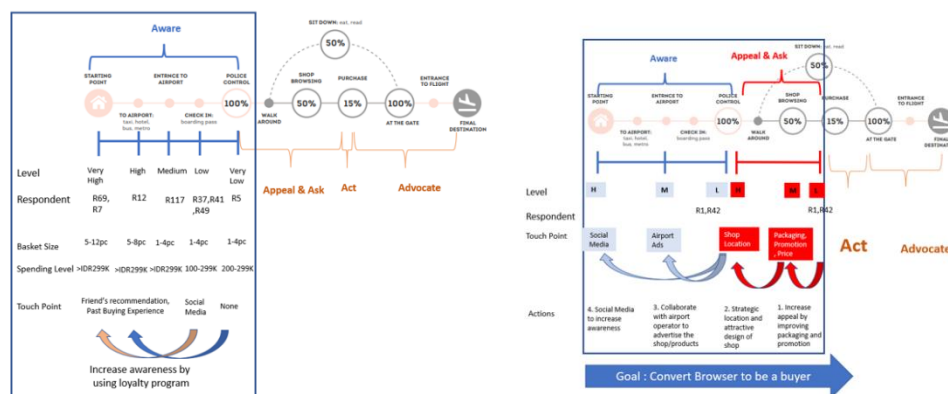 Aware
SIT DOWN: eat, read
50%
STARTING POINT
ENTRNCE TO AIRPORT
POLICE CONTROL
SHOP BROWSING
PURCHASE
ENTRANCE TO FLIGHT
100%
50%
15%
100%
TO AIRPORT: taxi, hotel, bus, metro
CHECK IN: boarding pass
WALK AROUND
AT THE GATE
FINAL DESTINATION
Level
Very High
High
Medium
Low
Very Low
Appeal & Ask
Act
Advocate
Respondent
R69, R7
R12
R117
R37,R41 ,R49
R5
Basket Size
5-12pc
5-8pc
1-4pc
1-4pc
1-4pc
Spending Level
>IDR299K
>IDR299K
>IDR299K
100-299K
200-299K
Touch Point
Friend's recommendation, Past Buying Experience
Social Media
None
Increase awareness by using loyalty program
Aware
Appeal & Ask
SIT DOWN: eat, read
50%
STARTING POINT
ENTRNCE TO AIRPORT
POLICE CONTROL
SHOP BROWSING
PURCHASE
ENTRANCE TO FLIGHT
100%
50%
15%
100%
TO AIRPORT: taxi, hotel, bus, metro
CHECK IN: boarding pass
WALK AROUND
AT THE GATE
FINAL DESTINATION
Level
H
M
L
H
M
L
Respondent
R1,R42
R1,R42
Touch Point
Social Media
Airport Ads
Shop Location
Packaging, Promotion , Price
Act
Advocate
Actions
4. Social Media to increase awareness
3. Collaborate with airport operator to advertise the shop/products
2. Strategic location and attractive design of shop
1. Increase appeal by improving packaging and promotion
Goal : Convert Browser to be a buyer